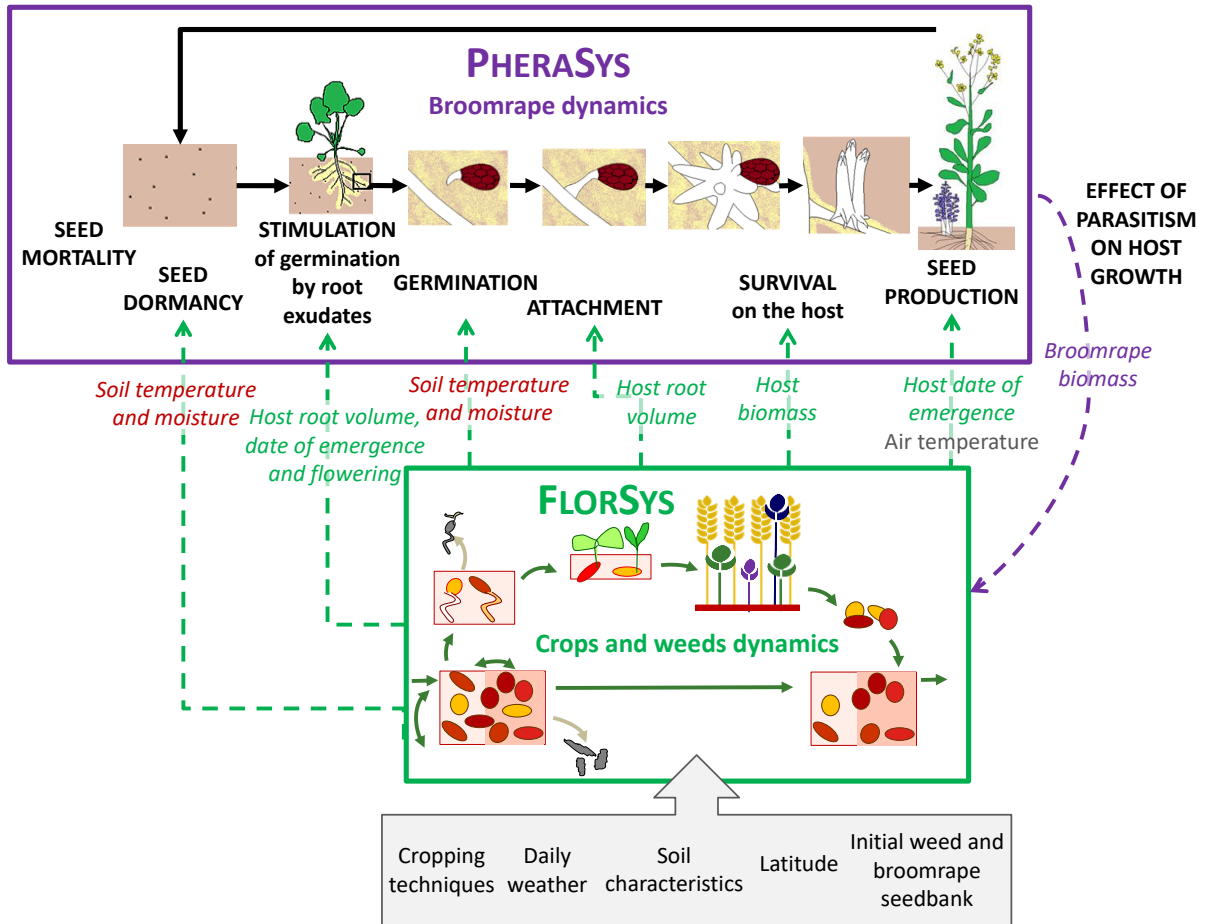 PHERASYS
Broomrape dynamics
SEED
MORTALITY
SEED
DORMANCY
STIMULATION
of germination
by root
exudates
GERMINATION
ATTACHMENT
SURVIVAL
on the host
SEED
PRODUCTION
EFFECT OF
PARASITISM
ON HOST
GROWTH
Soil temperature
and moisture
Host root volume,
date of emergence
and flowering
Soil temperature
and moisture
Host root
volume
Host
biomass
Host date of
emergence
Air temperature
Broomrape
biomass
FLORSYS
Crops and weeds dynamics
Cropping
techniques
Daily
weather
Soil
characteristics
Latitude
Initial weed and
broomrape
seedbank